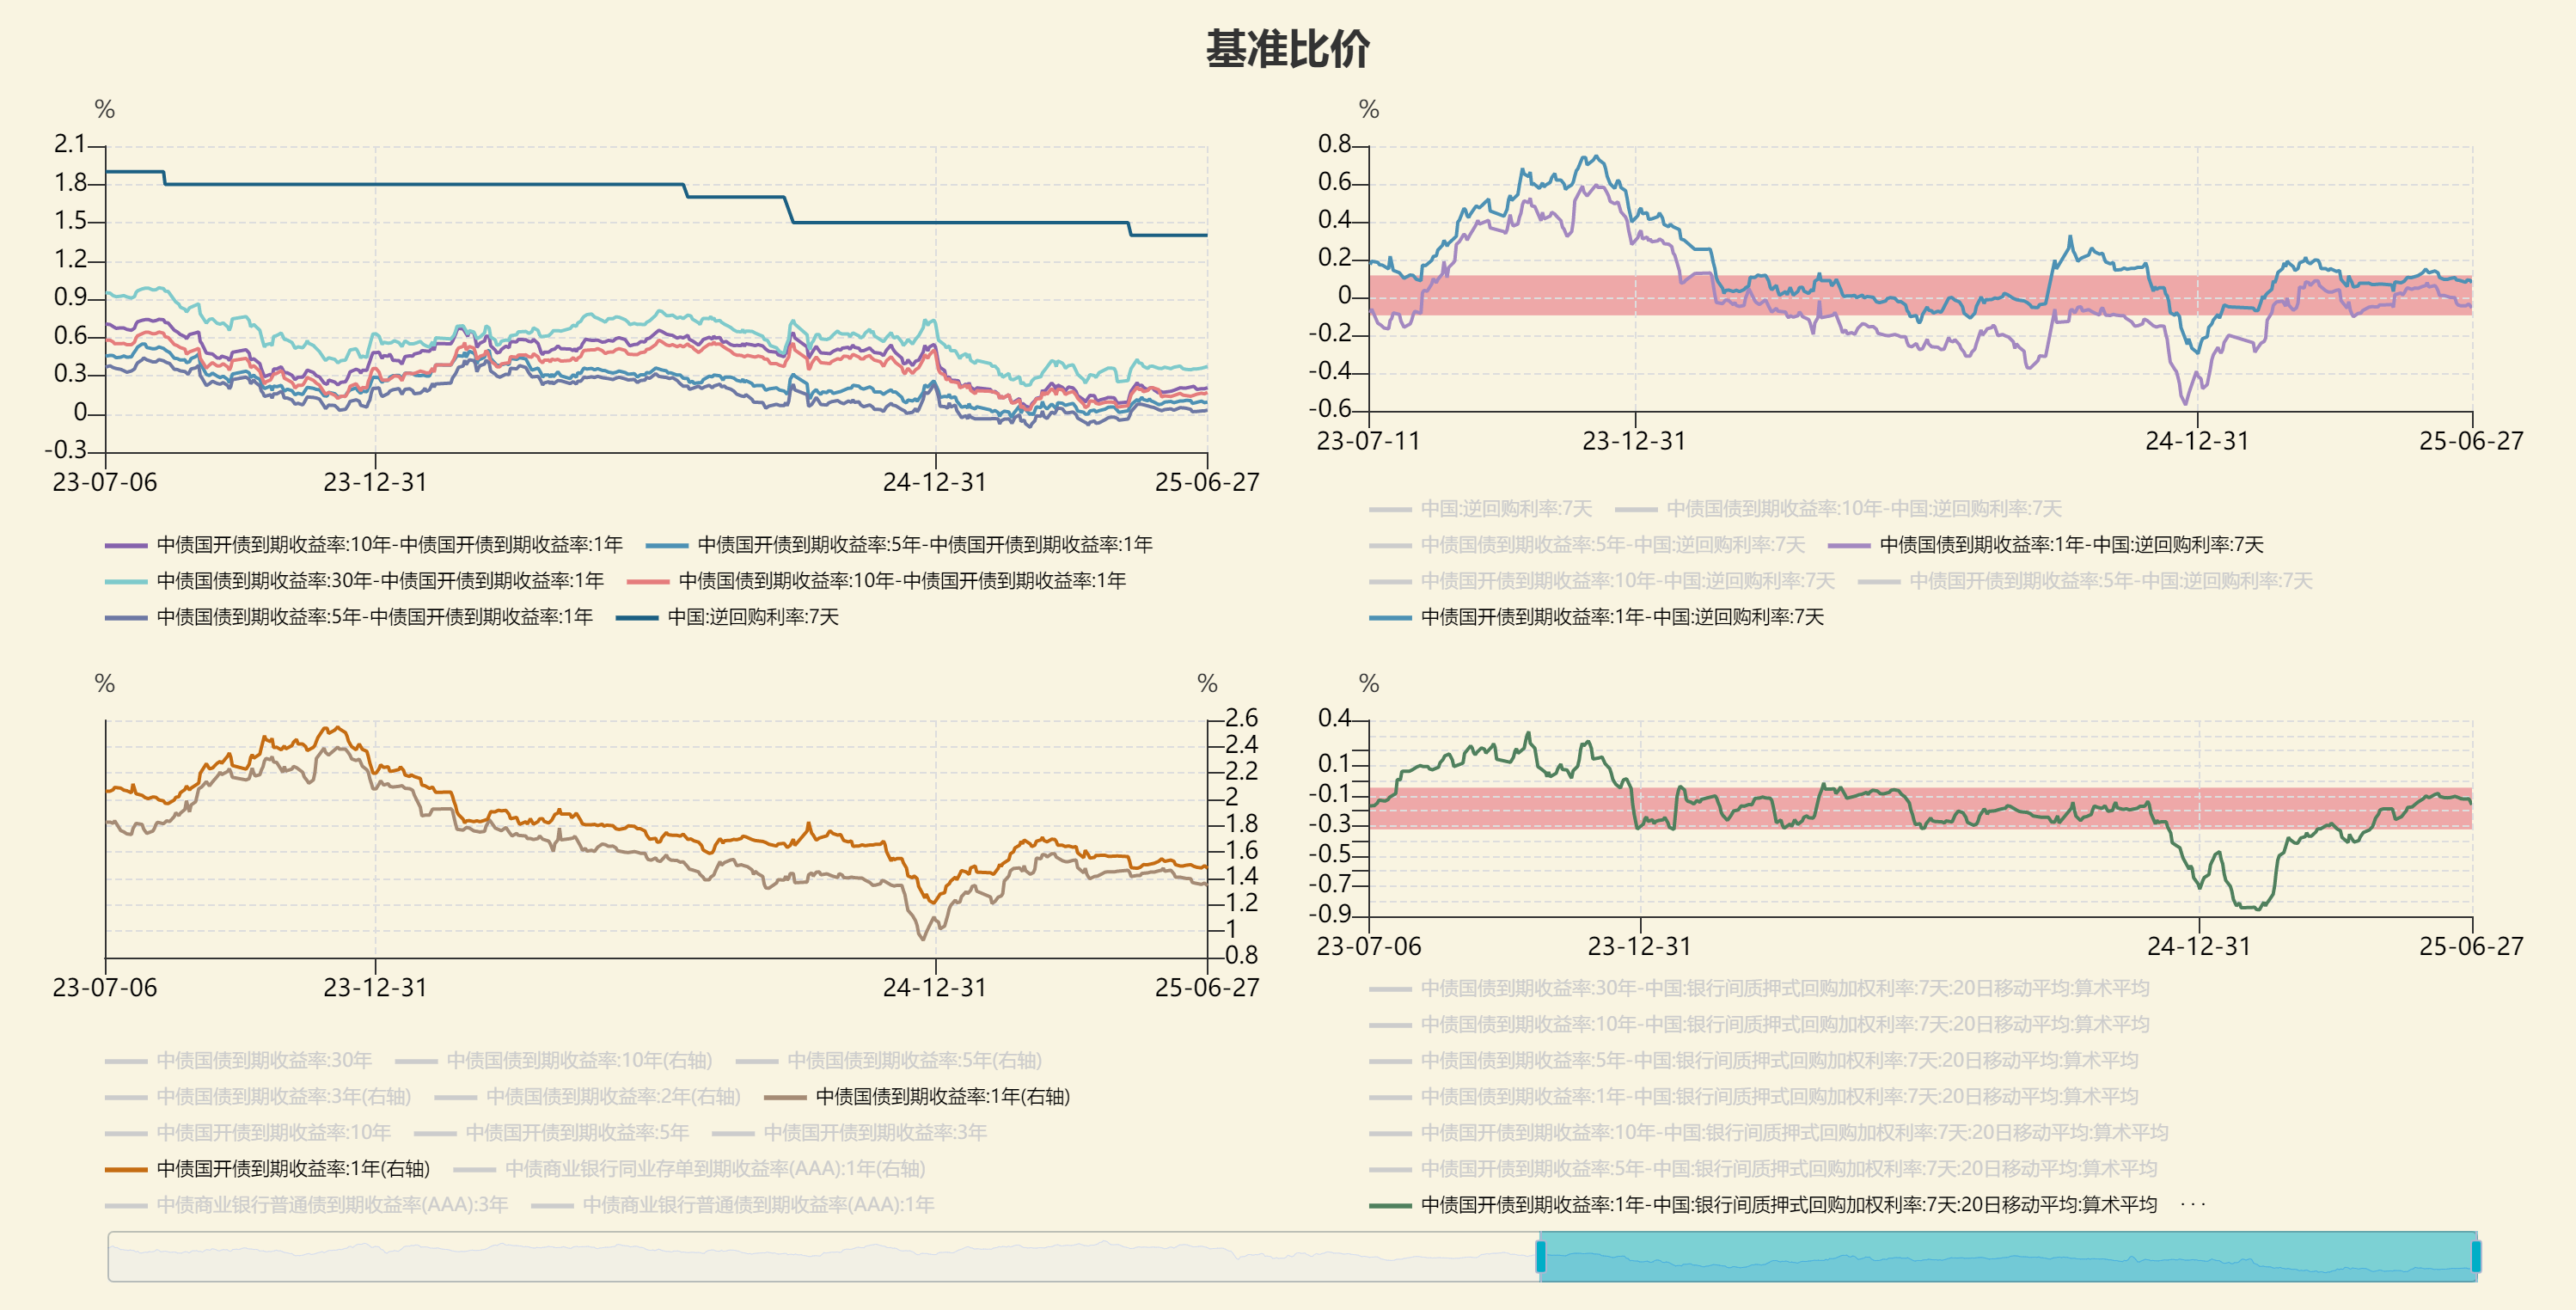 基准比价
%
2.1
1.8
1.5
1.2
0.9
0.6
0.3
0
-0.3
23-07-06 23-12-31 24-12-31 25-06-27
中债国开债到期收益率:10年-中债国开债到期收益率:1年 中债国开债到期收益率:5年-中债国开债到期收益率:1年
中债国债到期收益率:30年-中债国开债到期收益率:1年 中债国债到期收益率:10年-中债国开债到期收益率:1年
中债国债到期收益率:5年-中债国开债到期收益率:1年 中国:逆回购利率:7天
%
0.8
0.6
0.4
0.2
0
-0.2
-0.4
-0.6
23-07-11 23-12-31 24-12-31 25-06-27
中国:逆回购利率:7天 中债国债到期收益率:10年-中国:逆回购利率:7天
中债国债到期收益率:5年-中国:逆回购利率:7天 中债国债到期收益率:1年-中国:逆回购利率:7天
中债国开债到期收益率:10年-中国:逆回购利率:7天 中债国开债到期收益率:5年-中国:逆回购利率:7天
中债国开债到期收益率:1年-中国:逆回购利率:7天
% %
2.6
2.4
2.2
2
1.8
1.6
1.4
1.2
1
0.8
23-07-06 23-12-31 24-12-31 25-06-27
中债国债到期收益率:30年 中债国债到期收益率:10年(右轴) 中债国债到期收益率:5年(右轴)
中债国债到期收益率:3年(右轴) 中债国债到期收益率:2年(右轴) 中债国债到期收益率:1年(右轴)
中债国开债到期收益率:10年 中债国开债到期收益率:5年 中债国开债到期收益率:3年
中债国开债到期收益率:1年(右轴) 中债商业银行同业存单到期收益率(AAA):1年(右轴)
中债商业银行普通债到期收益率(AAA):3年 中债商业银行普通债到期收益率(AAA):1年
%
0.4
0.1
-0.1
-0.3
-0.5
-0.7
-0.9
23-07-06 23-12-31 24-12-31 25-06-27
中债国债到期收益率:30年-中国:银行间质押式回购加权利率:7天:20日移动平均:算术平均
中债国债到期收益率:10年-中国:银行间质押式回购加权利率:7天:20日移动平均:算术平均
中债国债到期收益率:5年-中国:银行间质押式回购加权利率:7天:20日移动平均:算术平均
中债国债到期收益率:1年-中国:银行间质押式回购加权利率:7天:20日移动平均:算术平均
中债国开债到期收益率:10年-中国:银行间质押式回购加权利率:7天:20日移动平均:算术平均
中债国开债到期收益率:5年-中国:银行间质押式回购加权利率:7天:20日移动平均:算术平均
中债国开债到期收益率:1年-中国:银行间质押式回购加权利率:7天:20日移动平均:算术平均 ···